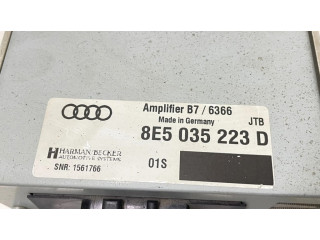 Amplifier B7 / 6366
Made in Germany JTB
8E5 035 223 D
HARMAN/BECKER
AUTOMOTIVE SYSTEMS
01S
SNR: 1561766